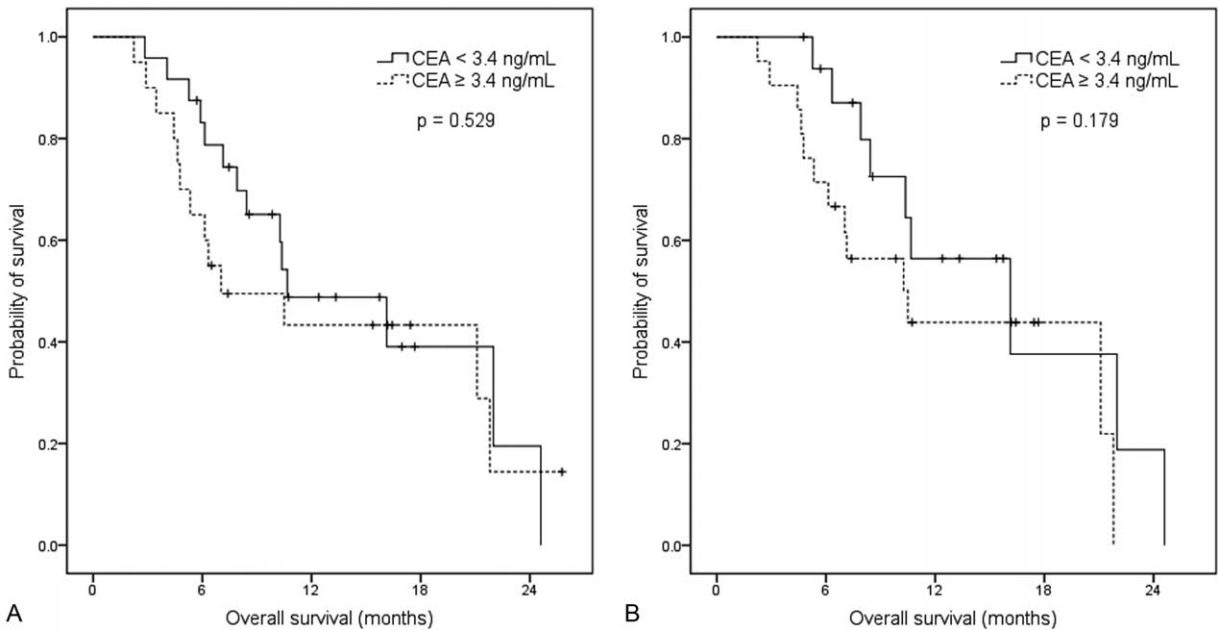 1.0
0.8
0.6
0.4
0.2
0.0
Probability of survival
CEA < 3.4 ng/mL
CEA ≥ 3.4 ng/mL
p = 0.529
0 6 12 18 24
Overall survival (months)
A
1.0
0.8
0.6
0.4
0.2
0.0
Probability of survival
CEA < 3.4 ng/mL
CEA ≥ 3.4 ng/mL
p = 0.179
0 6 12 18 24
Overall survival (months)
B